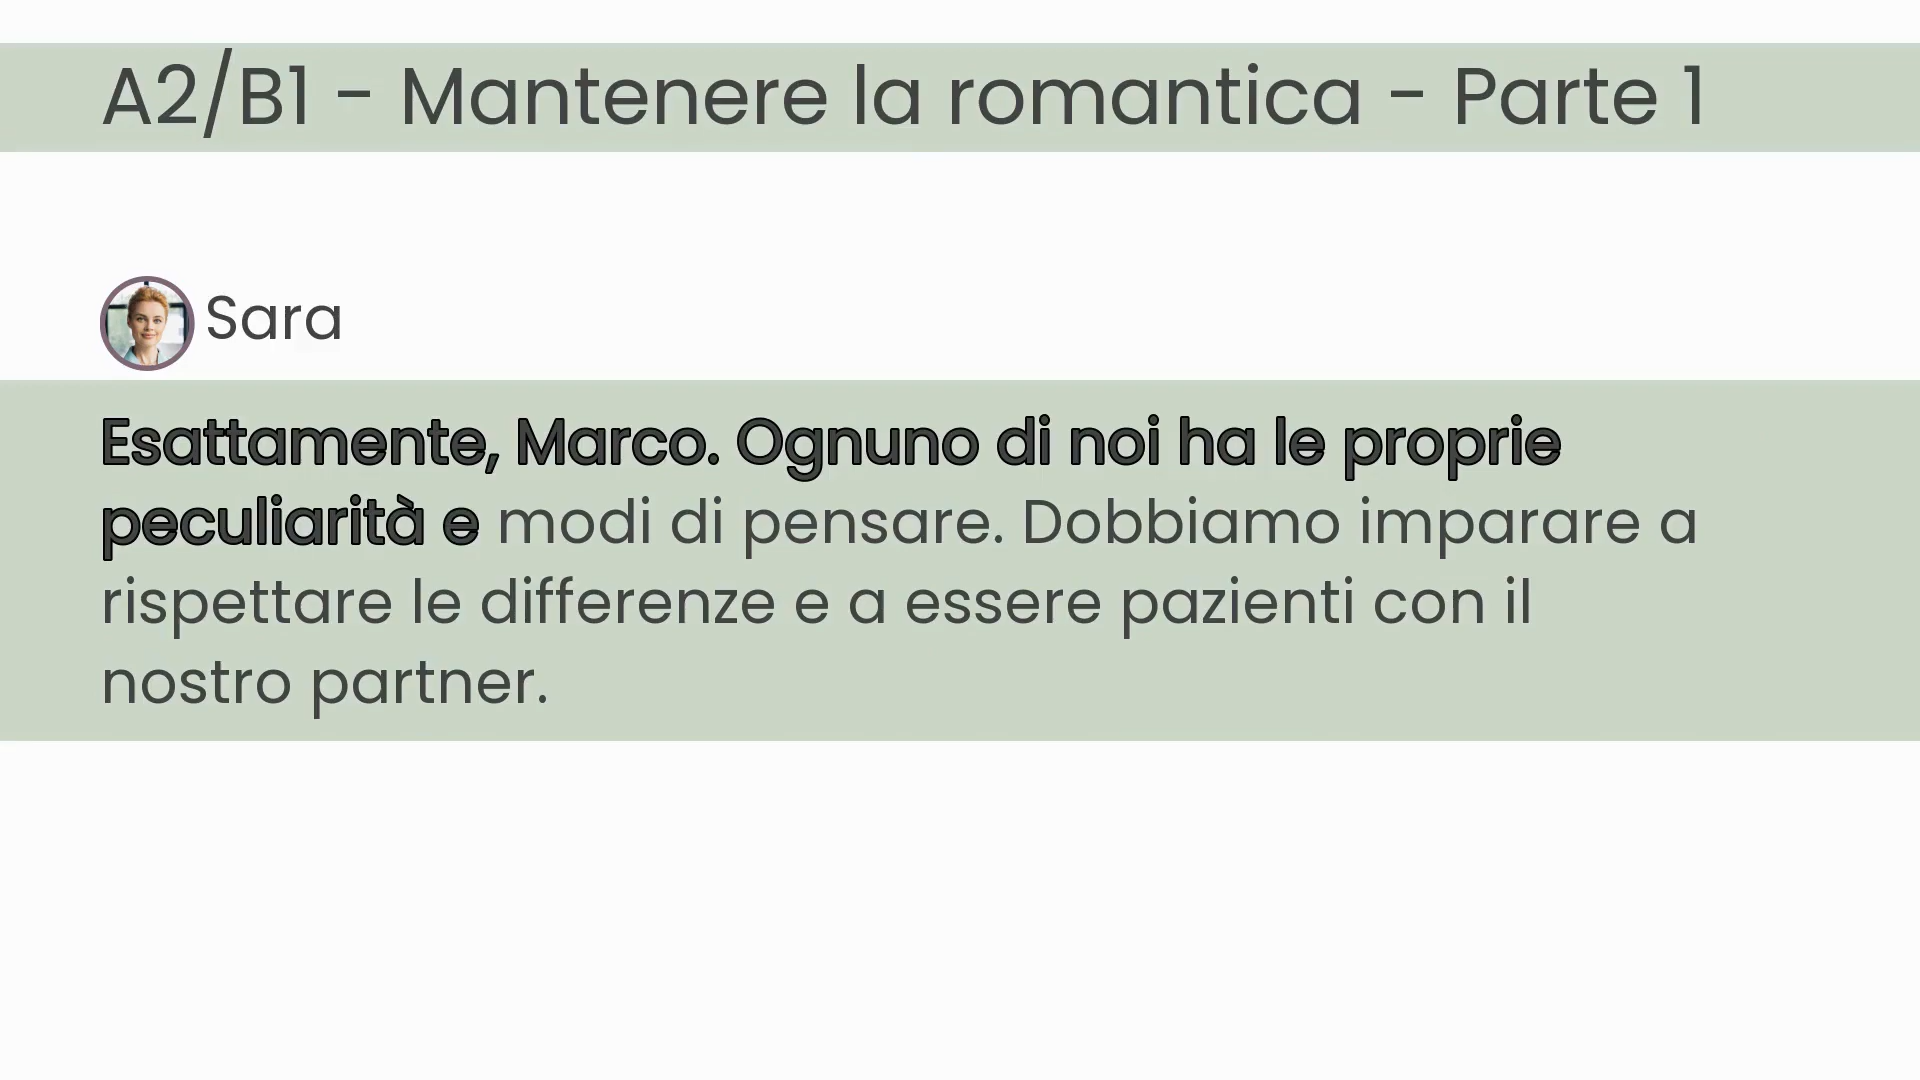 A2/B1 - Mantenere la romantica - Parte 1
Sara
Esattamente, Marco. Ognuno di noi ha le proprie
peculiarità e modi di pensare. Dobbiamo imparare a
rispettare le differenze e a essere pazienti con il
nostro partner.